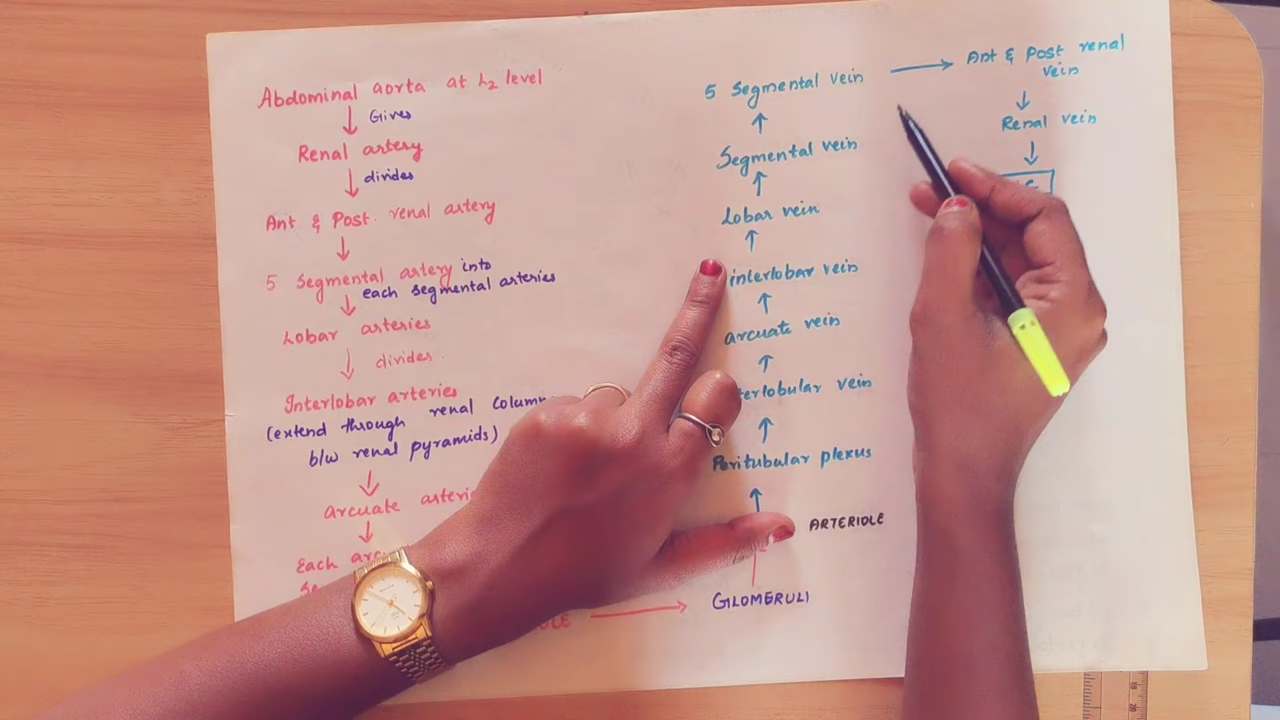 Abdominal aorta at L2 level
Gives
Renal artery
divides
Ant & Post. renal artery
5 Segmental artery into
each segmental arteries
Lobar arteries
divides
Interlobar arteries
(extend through renal Column
b/w renal pyramids)
arcuate
Each
GLOMERULI
ARTERIOLE
Peritubular plexus
vein
arcuate vein
interlobar vein
Lobar vein
Segmental vein
5 Segmental vein
Ant & Post renal
vein
Renal vein